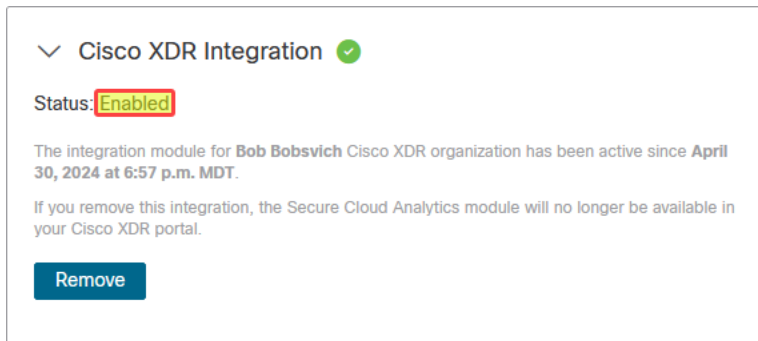 Cisco XDR Integration
Status: Enabled
The integration module for Bob Bobsvich Cisco XDR organization has been active since April
30, 2024 at 6:57 p.m. MDT.
If you remove this integration, the Secure Cloud Analytics module will no longer be available in
your Cisco XDR portal.
Remove